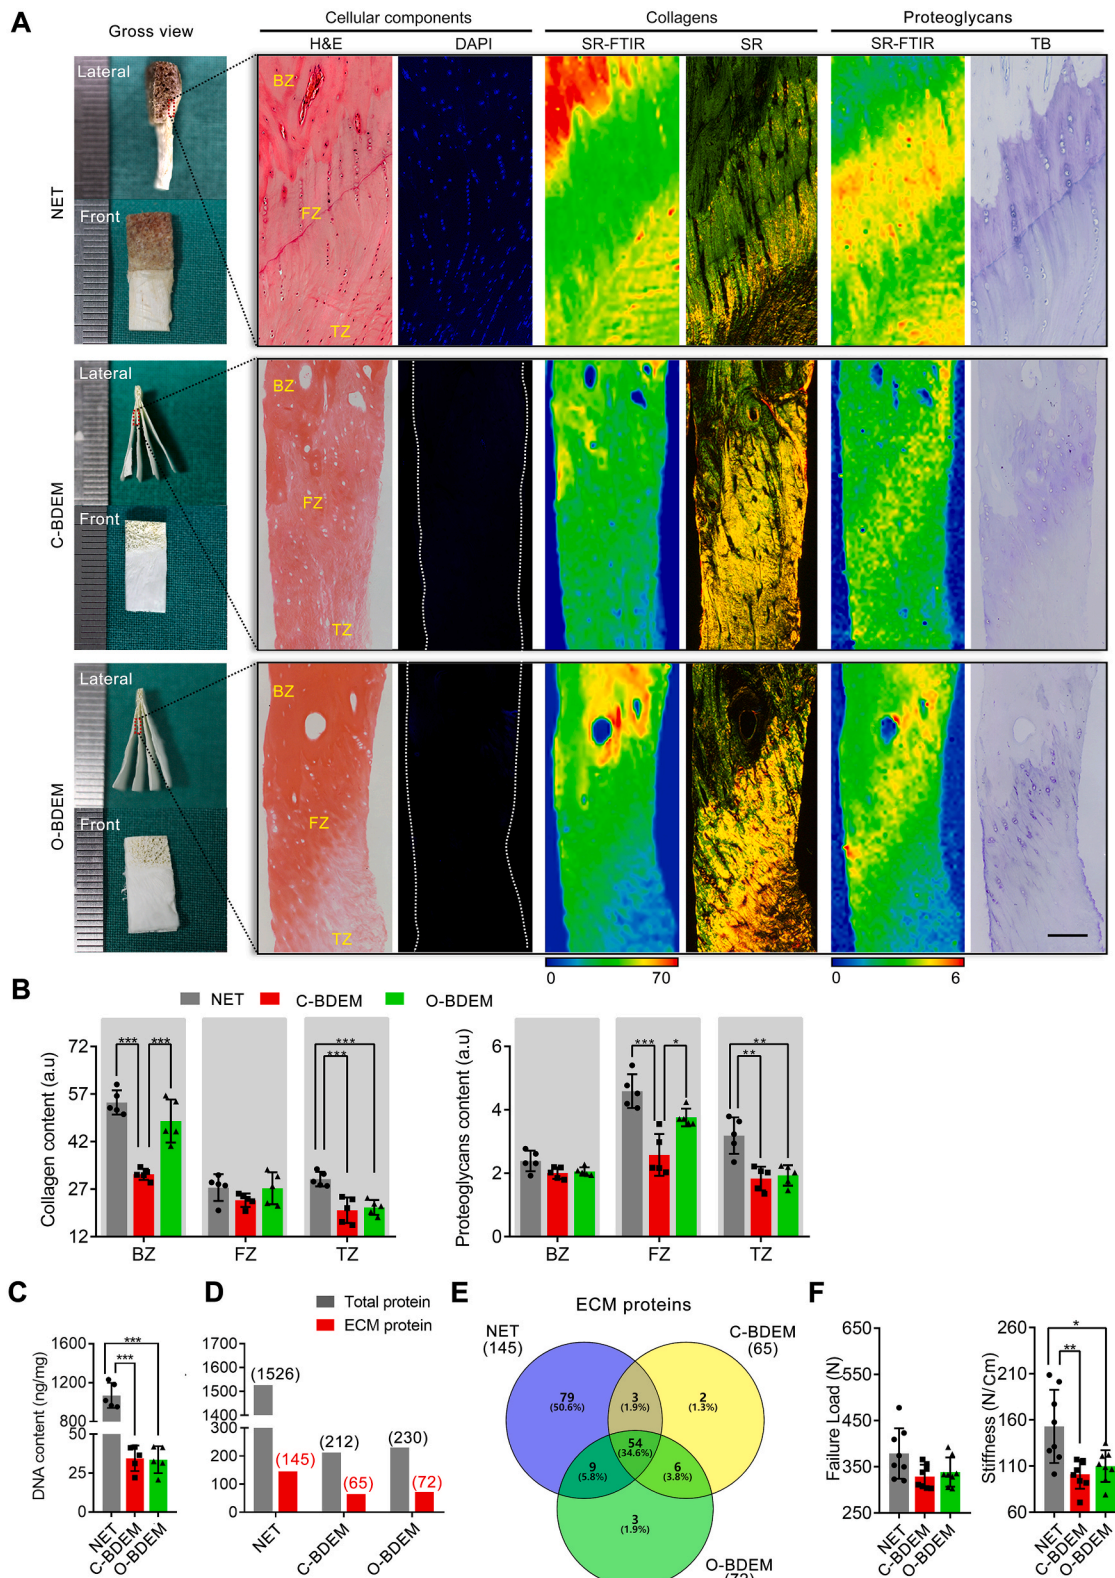 A
Gross view
Cellular components
Collagens
Proteoglycans
H&E
DAPI
SR-FTIR
SR
SR-FTIR
TB
NET
Lateral
Front
BZ
FZ
TZ
C-BDEM
Lateral
Front
BZ
FZ
TZ
O-BDEM
Lateral
Front
BZ
FZ
TZ
0 70
0 6
B
NET C-BDEM O-BDEM
Collagen content (a.u)
72
57
42
27
12
*** ***
***
***
BZ FZ TZ
Proteoglycans content (a.u)
6
4
2
0
*** *
**
**
BZ FZ TZ
C
DNA content (ng/mg)
1600
1200
800
50
25
0
***
***
NET
C-BDEM
O-BDEM
D
Total protein
ECM protein
1700
1600
1500
1400
300
200
100
0
(1526)
(145)
(212)
(65)
(230)
(72)
NET
C-BDEM
O-BDEM
E
ECM proteins
NET
(145)
C-BDEM
(65)
79
(50.6%)
3
(1.9%)
2
(1.3%)
54
(34.6%)
9
(5.8%)
6
(3.8%)
3
(1.9%)
O-BDEM
(72)
F
Failure Load (N)
650
550
450
350
250
NET
C-BDEM
O-BDEM
Stiffness (N/Cm)
260
210
160
110
60
*
**
NET
C-BDEM
O-BDEM